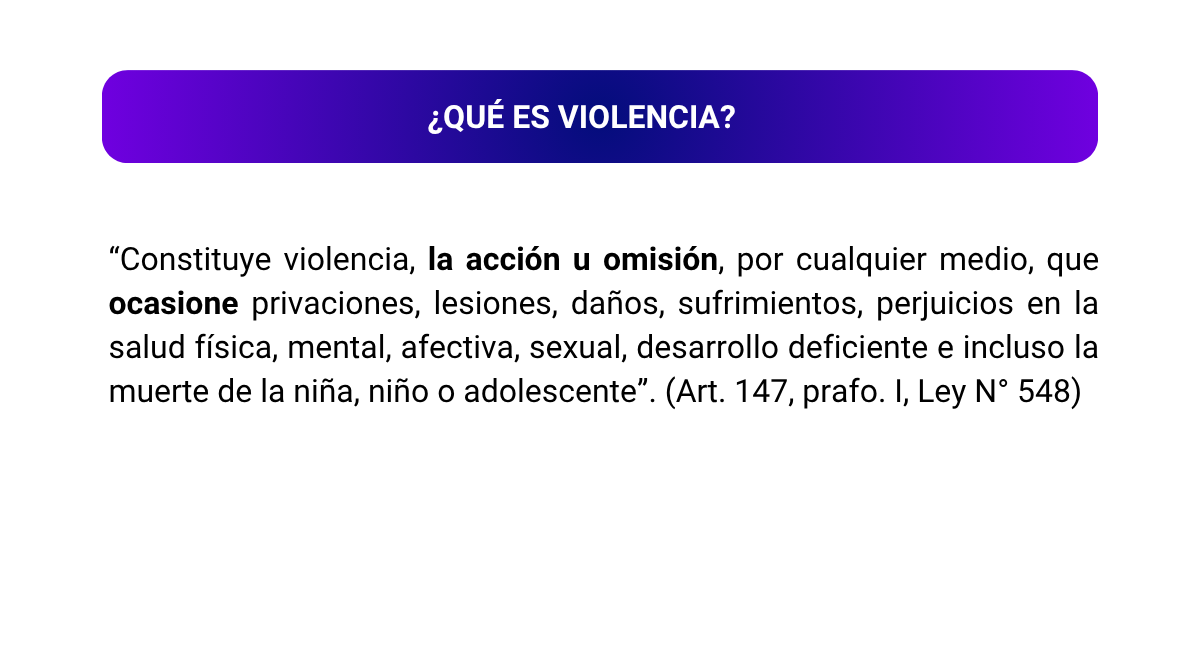 ¿QUÉ ES VIOLENCIA?
“Constituye violencia, la acción u omisión, por cualquier medio, que
ocasione privaciones, lesiones, daños, sufrimientos, perjuicios en la
salud física, mental, afectiva, sexual, desarrollo deficiente e incluso la
muerte de la niña, niño o adolescente”. (Art. 147, prafo. I, Ley N° 548)